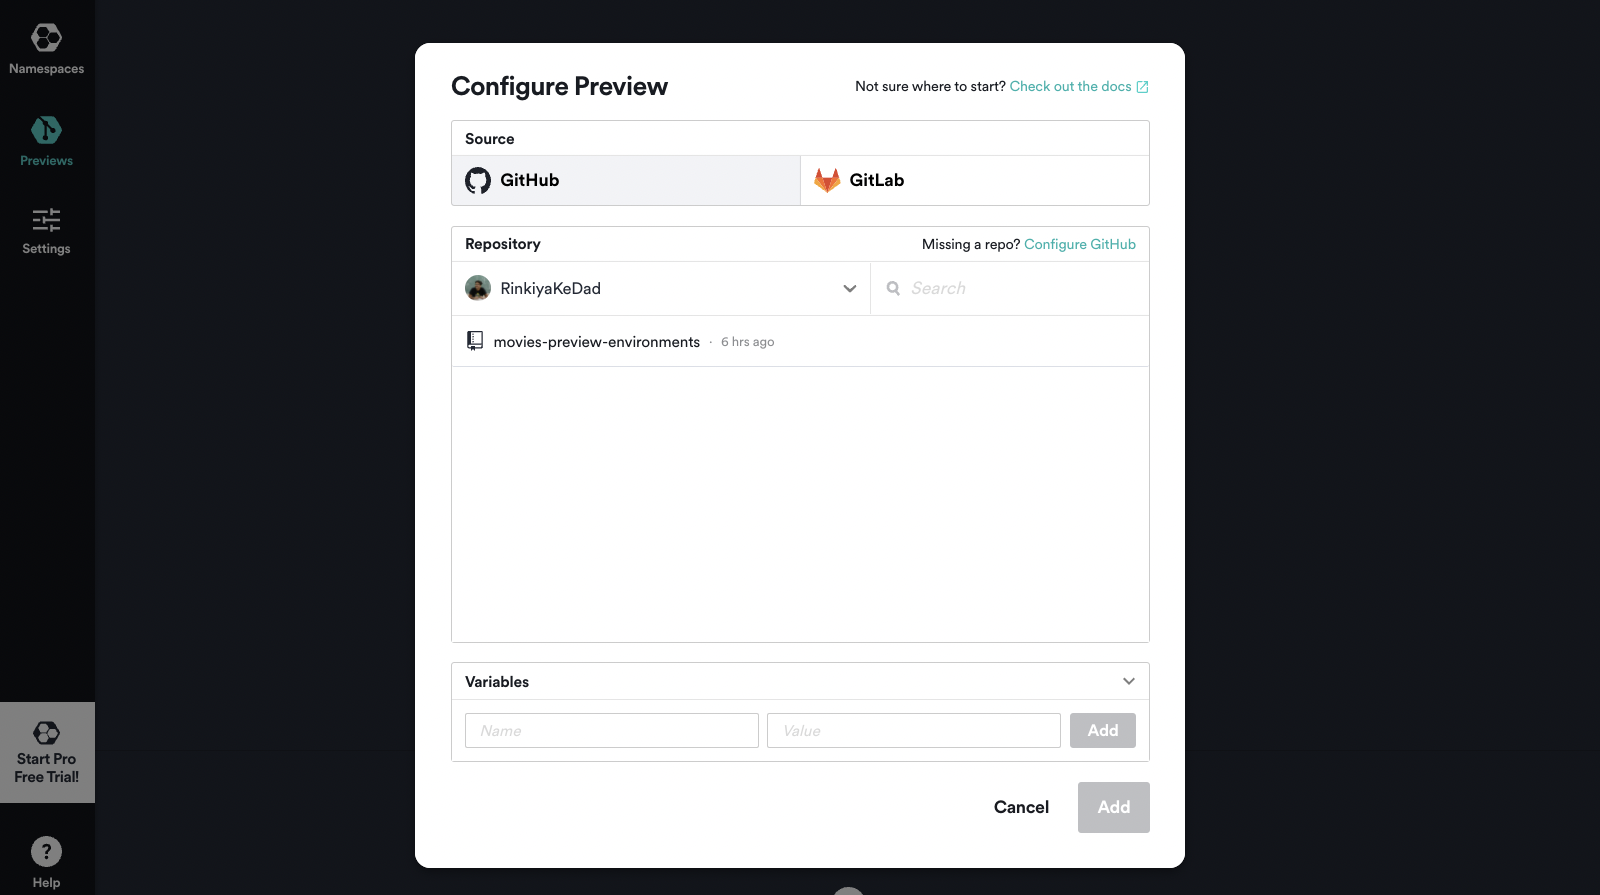 Namespaces
Previews
Settings
Start Pro
Free Trial!
?
Help
Configure Preview
Not sure where to start? Check out the docs
Source
GitHub
GitLab
Repository
Missing a repo? Configure GitHub
RinkiyaKeDad
Search
movies-preview-environments · 6 hrs ago
Variables
Name
Value
Add
Cancel
Add